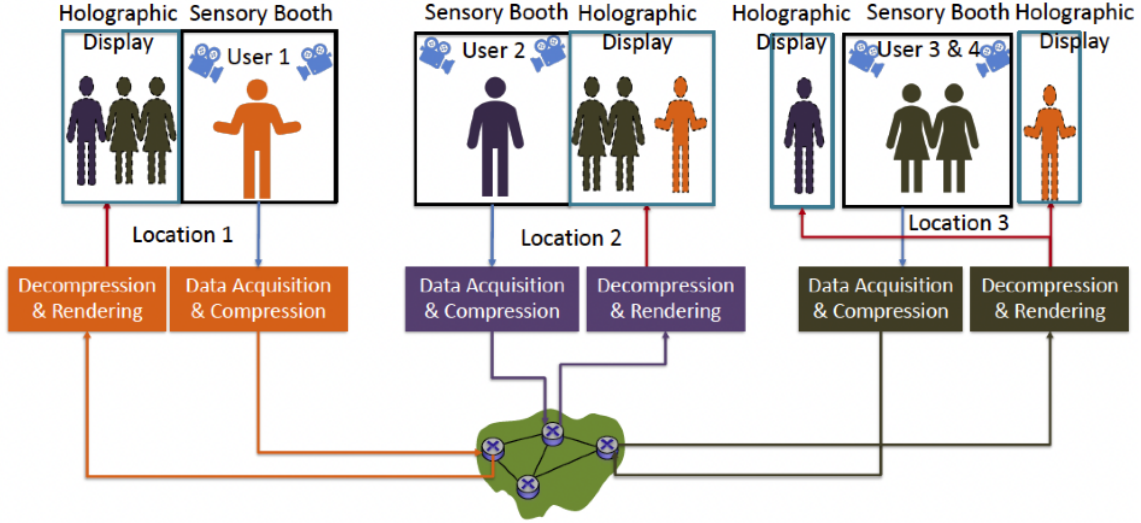 Holographic
Display
Sensory Booth
User 1
Sensory Booth
User 2
Holographic
Display
Holographic
Display
Sensory Booth
User 3 & 4
Holographic
Display
Location 1
Location 2
Location 3
Decompression
& Rendering
Data Acquisition
& Compression
Data Acquisition
& Compression
Decompression
& Rendering
Data Acquisition
& Compression
Decompression
& Rendering